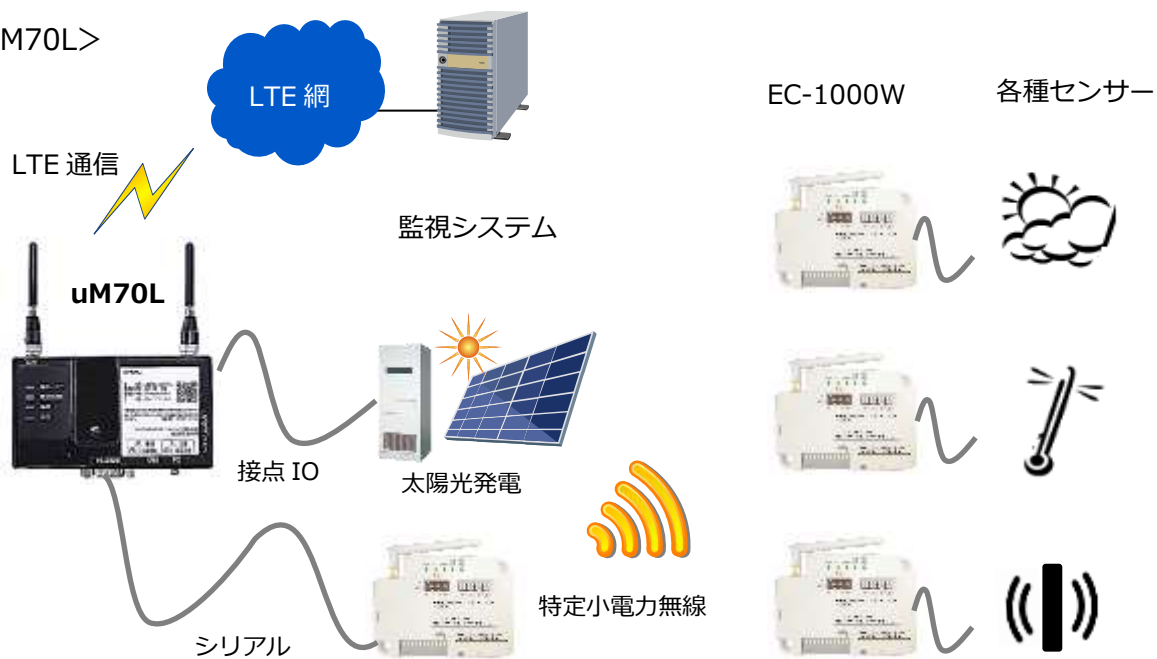 M70L＞
LTE 網
EC-1000W
各種センサー
LTE 通信
監視システム
uM70L
接点 IO
太陽光発電
特定小電力無線
シリアル